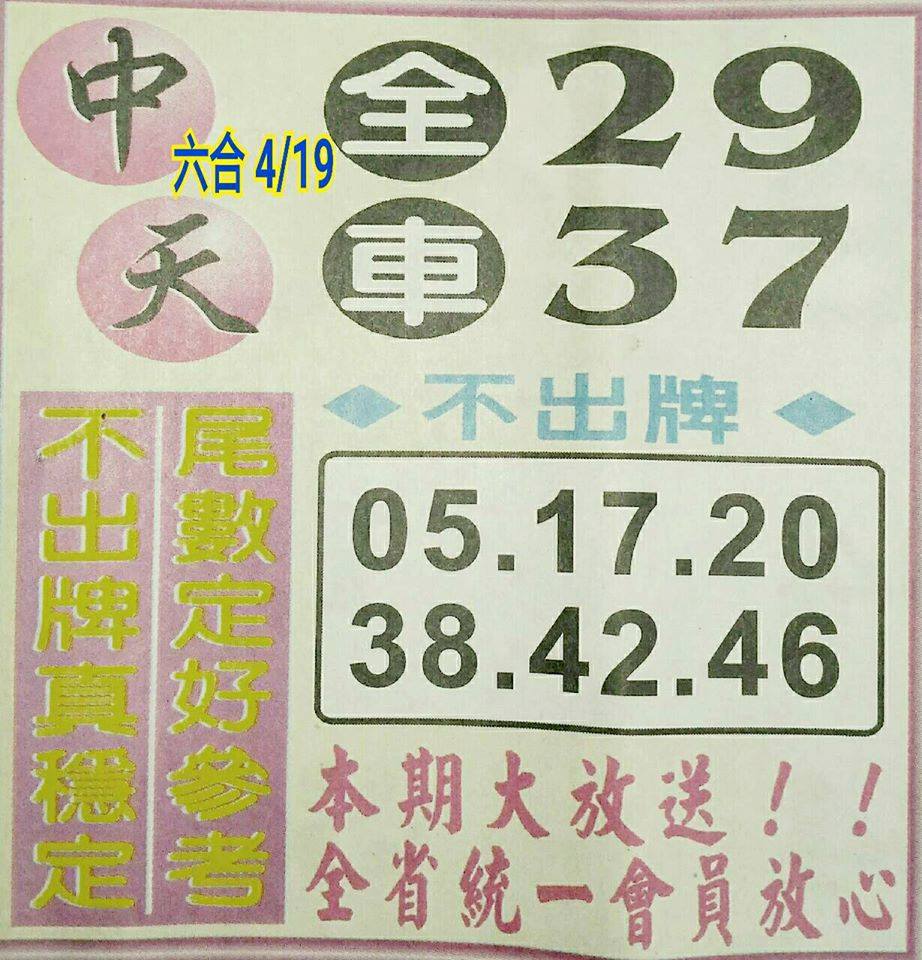 中天
六合 4/19
全車
29
37
不出牌
05.17.20
38.42.46
尾數定好參考
不出牌真穩定
本期大放送！！
全省統一會員放心